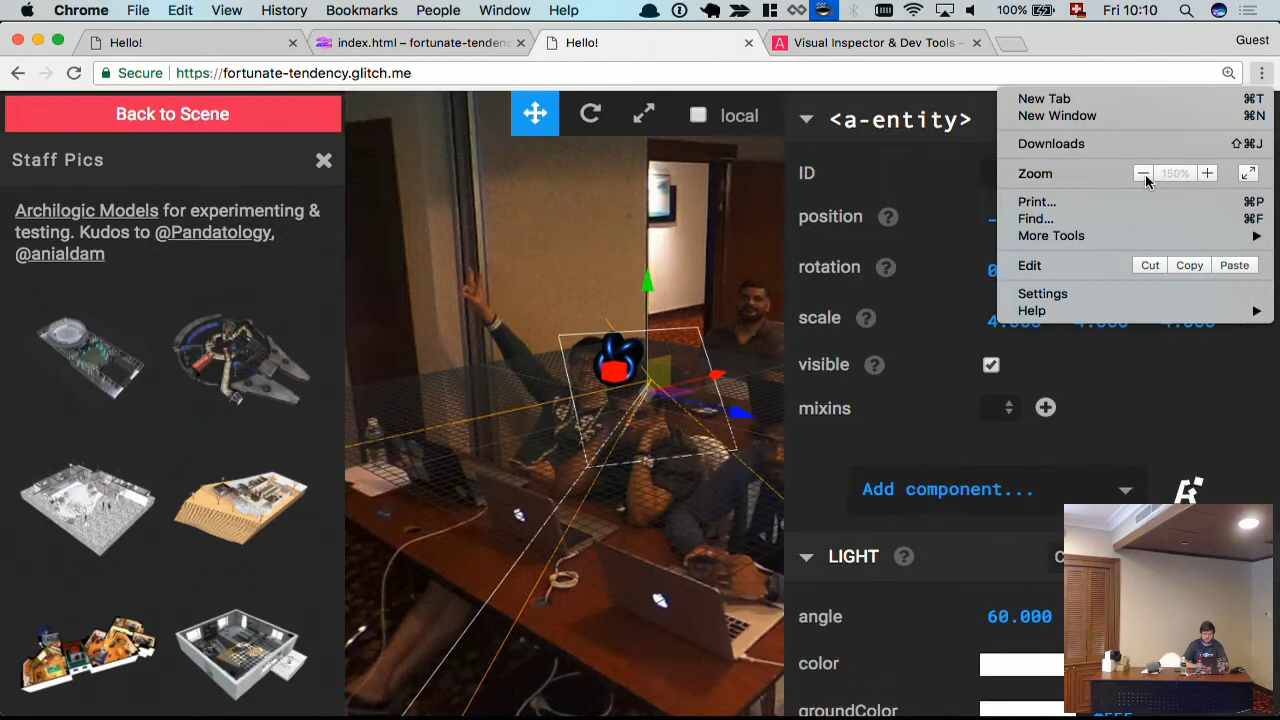 Chrome File Edit View History Bookmarks People Window Help 100% Fri 10:10
Hello! index.html – fortunate-tendenc Hello! Visual Inspector & Dev Tools – Guest
Secure https://fortunate-tendency.glitch.me
Back to Scene
local
<a-entity>
New Tab ⌘T
New Window ⌘N
Downloads ⇧⌘J
Zoom − 150% +
Print... ⌘P
Find... ⌘F
More Tools
Edit Cut Copy Paste
Settings
Help
Staff Pics
Archilogic Models for experimenting &
testing. Kudos to @Pandatology,
@anialdam
ID
position
rotation
scale
visible
mixins
Add component...
LIGHT
angle 60.000
color
groundColor